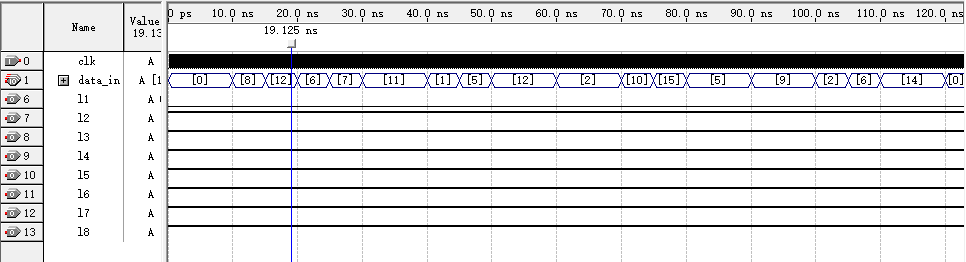 Name
Value
19.13
0 ps 10.0 ns 20.0 ns 30.0 ns 40.0 ns 50.0 ns 60.0 ns 70.0 ns 80.0 ns 90.0 ns 100.0 ns 110.0 ns 120.0 ns
19.125 ns
0 clk A
1 data_in A [1 [0] [8] [12] [6] [7] [11] [1] [5] [12] [2] [10] [15] [5] [9] [2] [6] [14] [0]
6 l1 A
7 l2 A
8 l3 A
9 l4 A
10 l5 A
11 l6 A
12 l7 A
13 l8 A